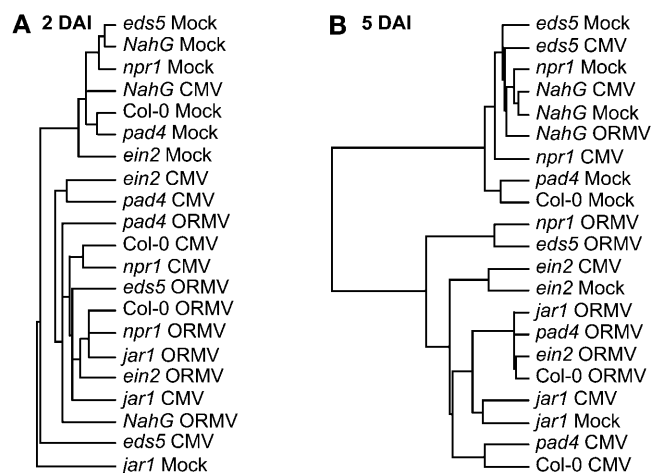 A 2 DAI
eds5 Mock
NahG Mock
npr1 Mock
NahG CMV
Col-0 Mock
pad4 Mock
ein2 Mock
ein2 CMV
pad4 CMV
pad4 ORMV
Col-0 CMV
npr1 CMV
eds5 ORMV
Col-0 ORMV
npr1 ORMV
jar1 ORMV
ein2 ORMV
jar1 CMV
NahG ORMV
eds5 CMV
jar1 Mock
B 5 DAI
eds5 Mock
eds5 CMV
npr1 Mock
NahG CMV
NahG Mock
NahG ORMV
npr1 CMV
pad4 Mock
Col-0 Mock
npr1 ORMV
eds5 ORMV
ein2 CMV
ein2 Mock
jar1 ORMV
pad4 ORMV
ein2 ORMV
Col-0 ORMV
jar1 CMV
jar1 Mock
pad4 CMV
Col-0 CMV